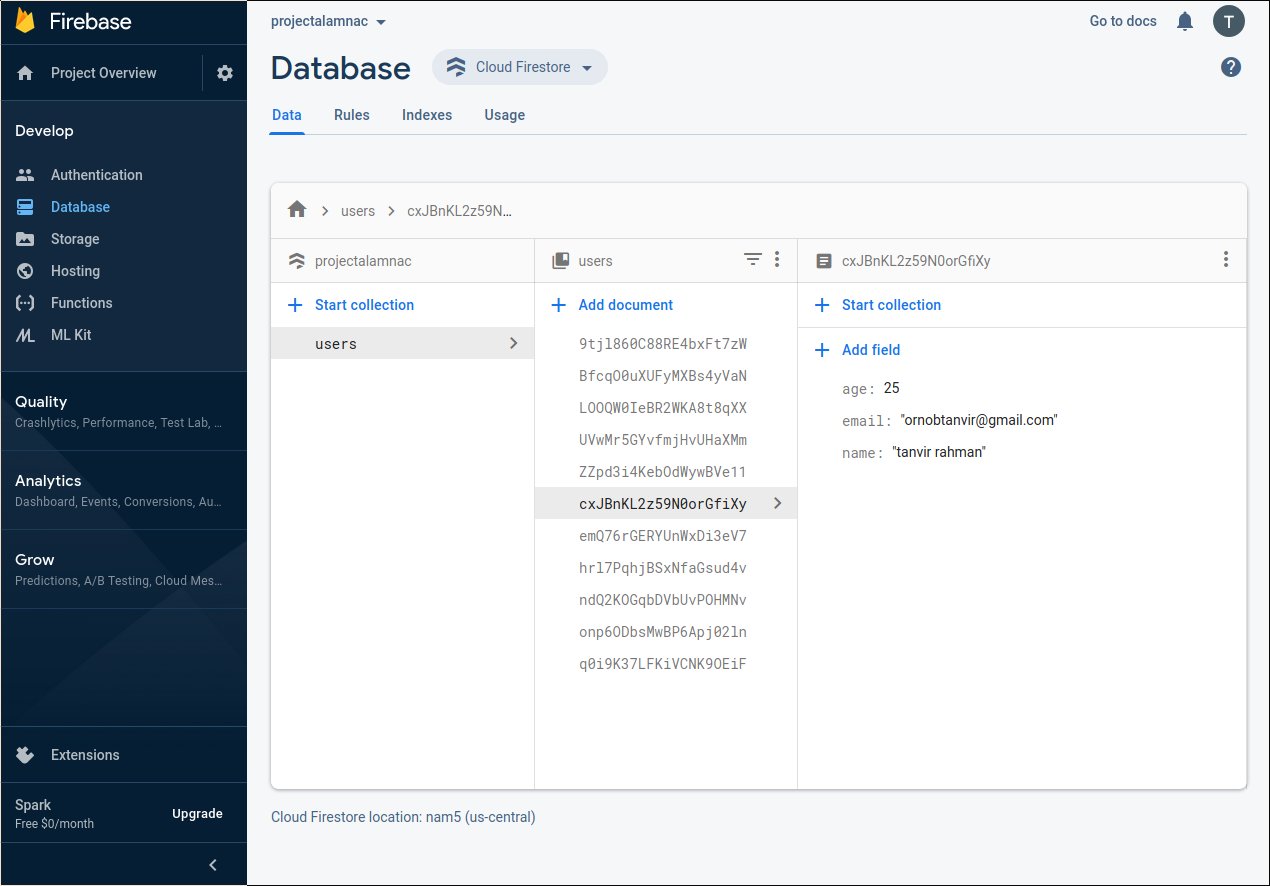 Firebase
Project Overview
Develop
Authentication
Database
Storage
Hosting
Functions
ML Kit
Quality
Crashlytics, Performance, Test Lab, ...
Analytics
Dashboard, Events, Conversions, Au...
Grow
Predictions, A/B Testing, Cloud Mes...
Extensions
Spark
Free $0/month
Upgrade
projectalamnac
Go to docs
T
Database
Cloud Firestore
?
Data Rules Indexes Usage
users cxJBnKL2z59N...
projectalamnac
Start collection
users
users
Add document
9tjl860C88RE4bxFt7zW
BfcqO0uXUFyMXBs4yVaN
LOOQW0IeBR2WKA8t8qXX
UVwMr5GYvfmjHvUHaXMm
ZZpd3i4KebOdWywBVe11
cxJBnKL2z59N0orGfiXy
emQ76rGERYUnWxDi3eV7
hrl7PqhjBSxNfaGsud4v
ndQ2KOGqbDVbUvPOHMNv
onp6ODbsMwBP6Apj02ln
q0i9K37LFKiVCNK9OEiF
cxJBnKL2z59N0orGfiXy
Start collection
Add field
age: 25
email: "ornobtanvir@gmail.com"
name: "tanvir rahman"
Cloud Firestore location: nam5 (us-central)